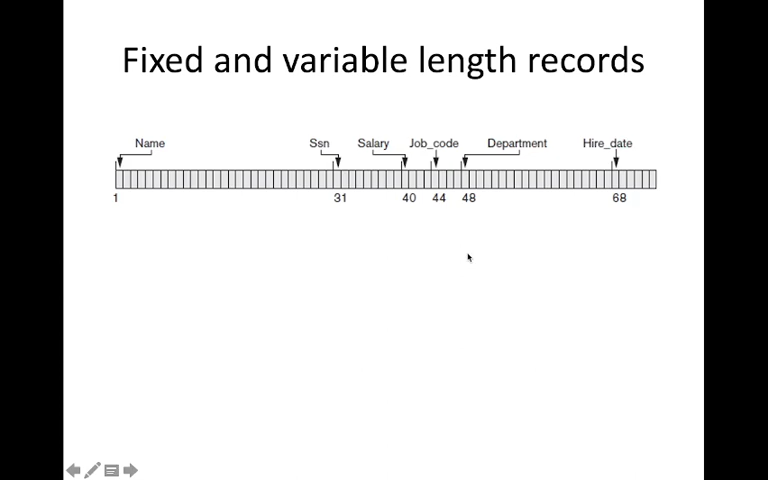 Fixed and variable length records
Name Ssn Salary Job_code Department Hire_date
1 31 40 44 48 68